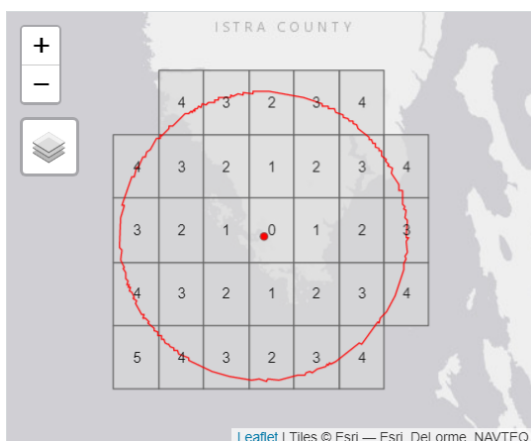 ISTRA COUNTY
+
−
4 3 2 3 4
4 3 2 1 2 3 4
3 2 1 0 1 2 3
4 3 2 1 2 3 4
5 4 3 2 3 4
Leaflet | Tiles © Esri — Esri, DeLorme, NAVTEQ